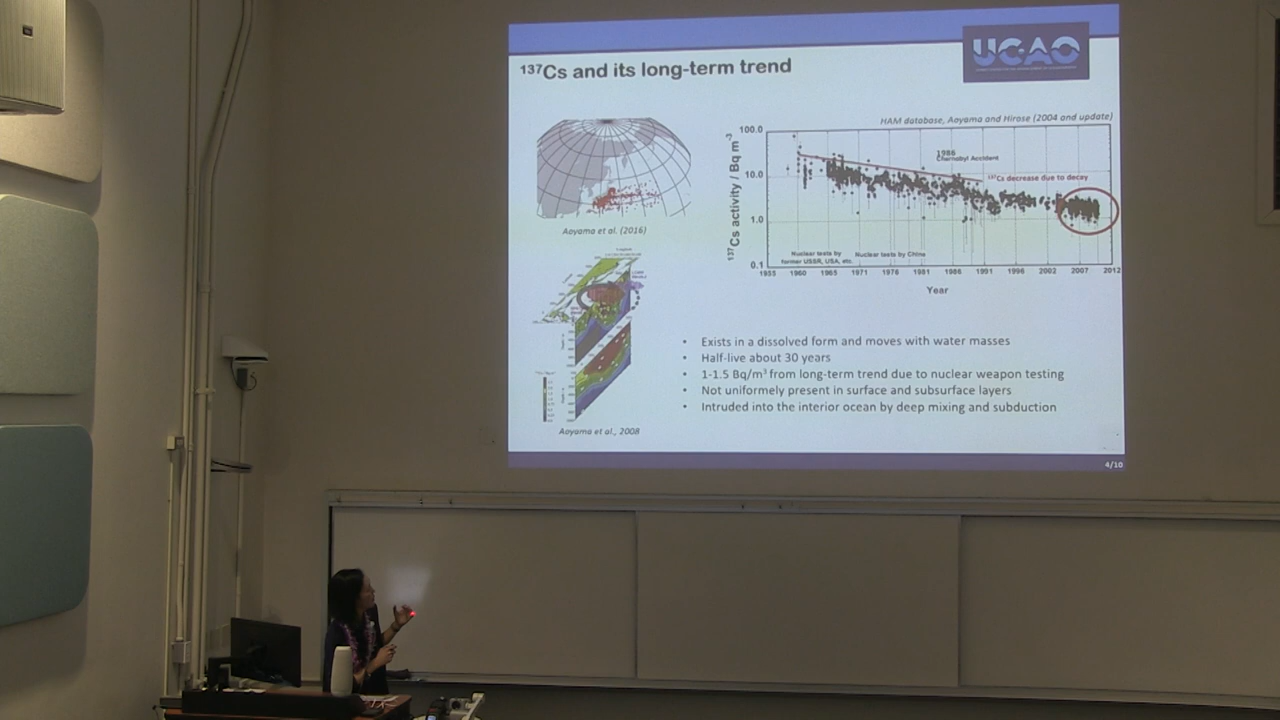 UCAO
¹³⁷Cs and its long-term trend
HAM database, Aoyama and Hirose (2004 and update)
Aoyama et al. (2016)
¹³⁷Cs activity / Bq m⁻³
100.0
10.0
1.0
0.1
1986
Chernobyl Accident
¹³⁷Cs decrease due to decay
Nuclear tests by
former USSR, USA, etc.
Nuclear tests by China
1955 1960 1965 1971 1976 1981 1986 1991 1996 2002 2007 2012
Year
Aoyama et al., 2008
• Exists in a dissolved form and moves with water masses
• Half-live about 30 years
• 1-1.5 Bq/m³ from long-term trend due to nuclear weapon testing
• Not uniformely present in surface and subsurface layers
• Intruded into the interior ocean by deep mixing and subduction
4/10